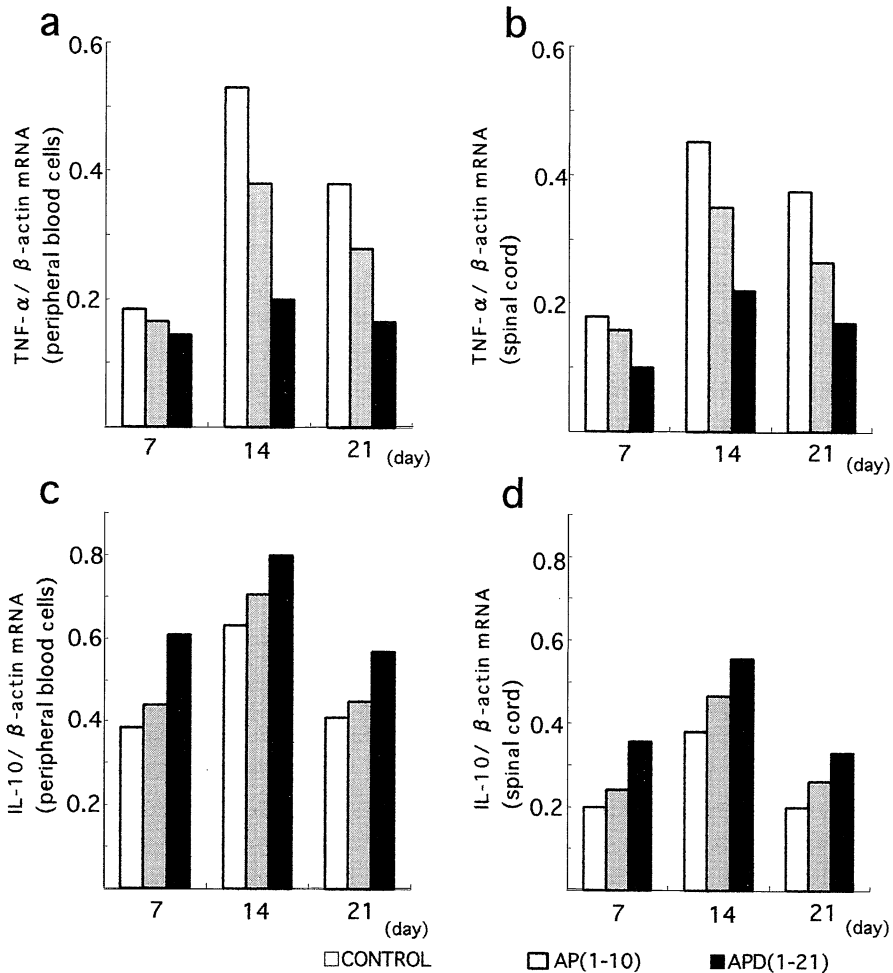 a
0.6
0.4
0.2
TNF-α/ β-actin mRNA
(peripheral blood cells)
7 14 21 (day)
b
0.6
0.4
0.2
TNF-α/ β-actin mRNA
(spinal cord)
7 14 21 (day)
c
0.8
0.6
0.4
0.2
IL-10/ β-actin mRNA
(peripheral blood cells)
7 14 21 (day)
d
0.8
0.6
0.4
0.2
IL-10/ β-actin mRNA
(spinal cord)
7 14 21 (day)
CONTROL AP(1-10) APD(1-21)